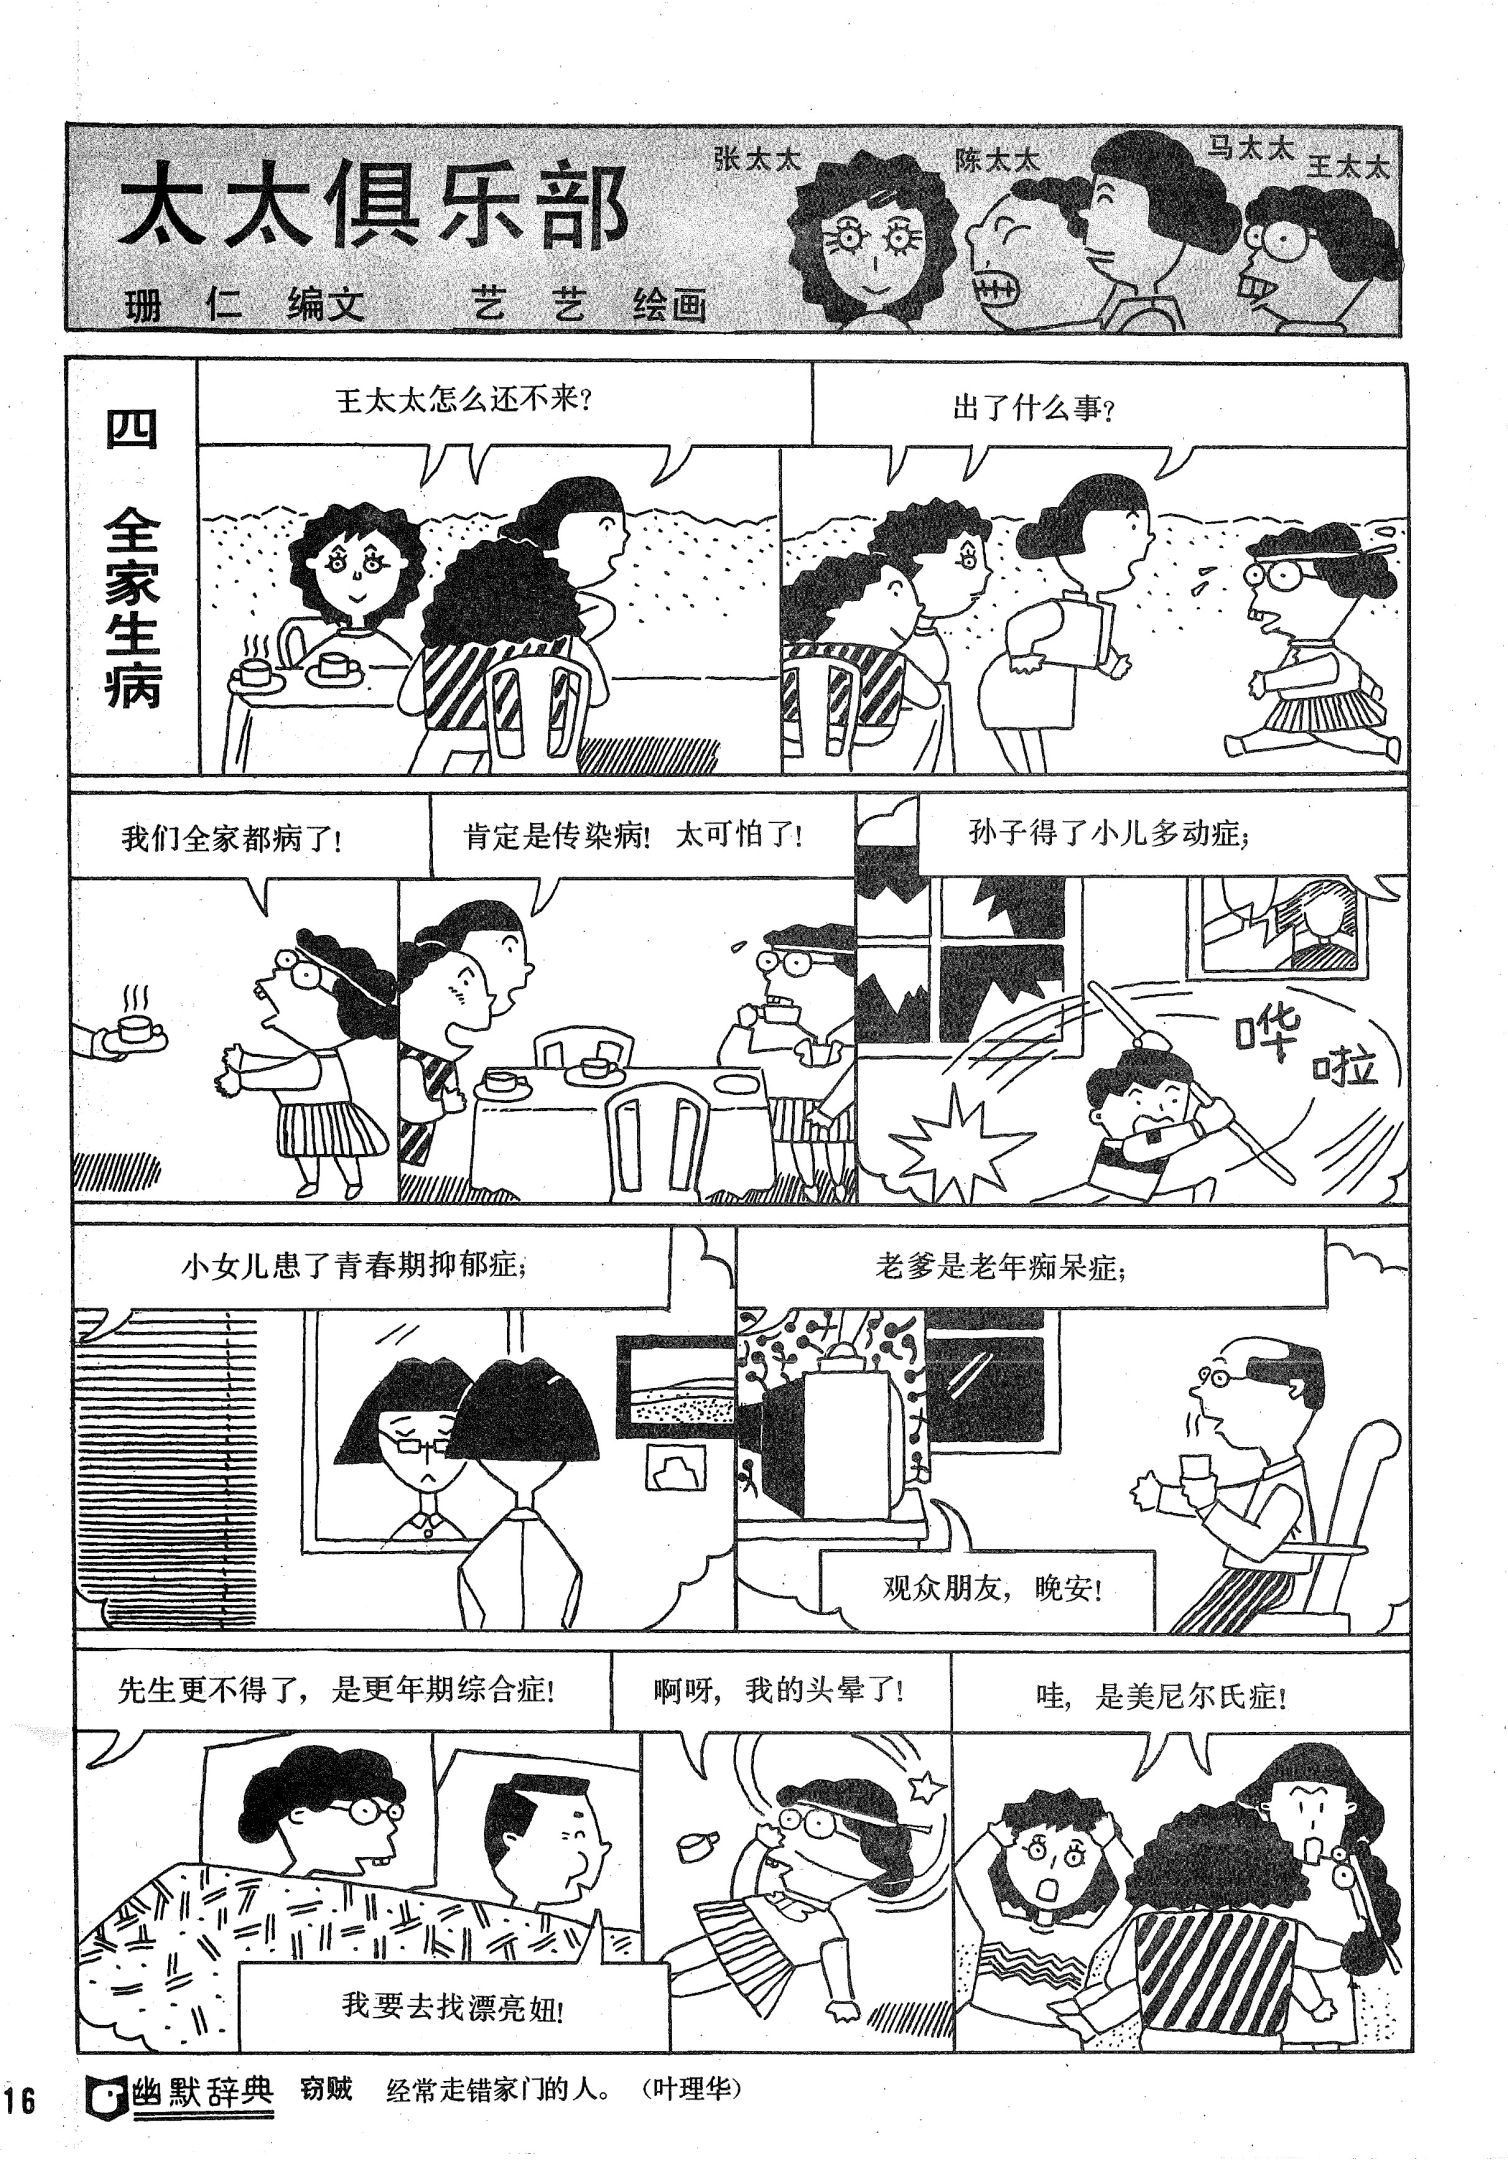 太太俱乐部
珊 仁 编文 艺 艺 绘画
张太太
陈太太
马太太
王太太
四 全家生病
王太太怎么还不来?
出了什么事?
我们全家都病了!
肯定是传染病! 太可怕了!
孙子得了小儿多动症;
哗
啦
小女儿患了青春期抑郁症;
老爹是老年痴呆症;
观众朋友，晚安!
先生更不得了，是更年期综合症!
我要去找漂亮妞!
啊呀，我的头晕了!
哇，是美尼尔氏症!
16
幽默辞典 窃贼 经常走错家门的人。（叶理华）